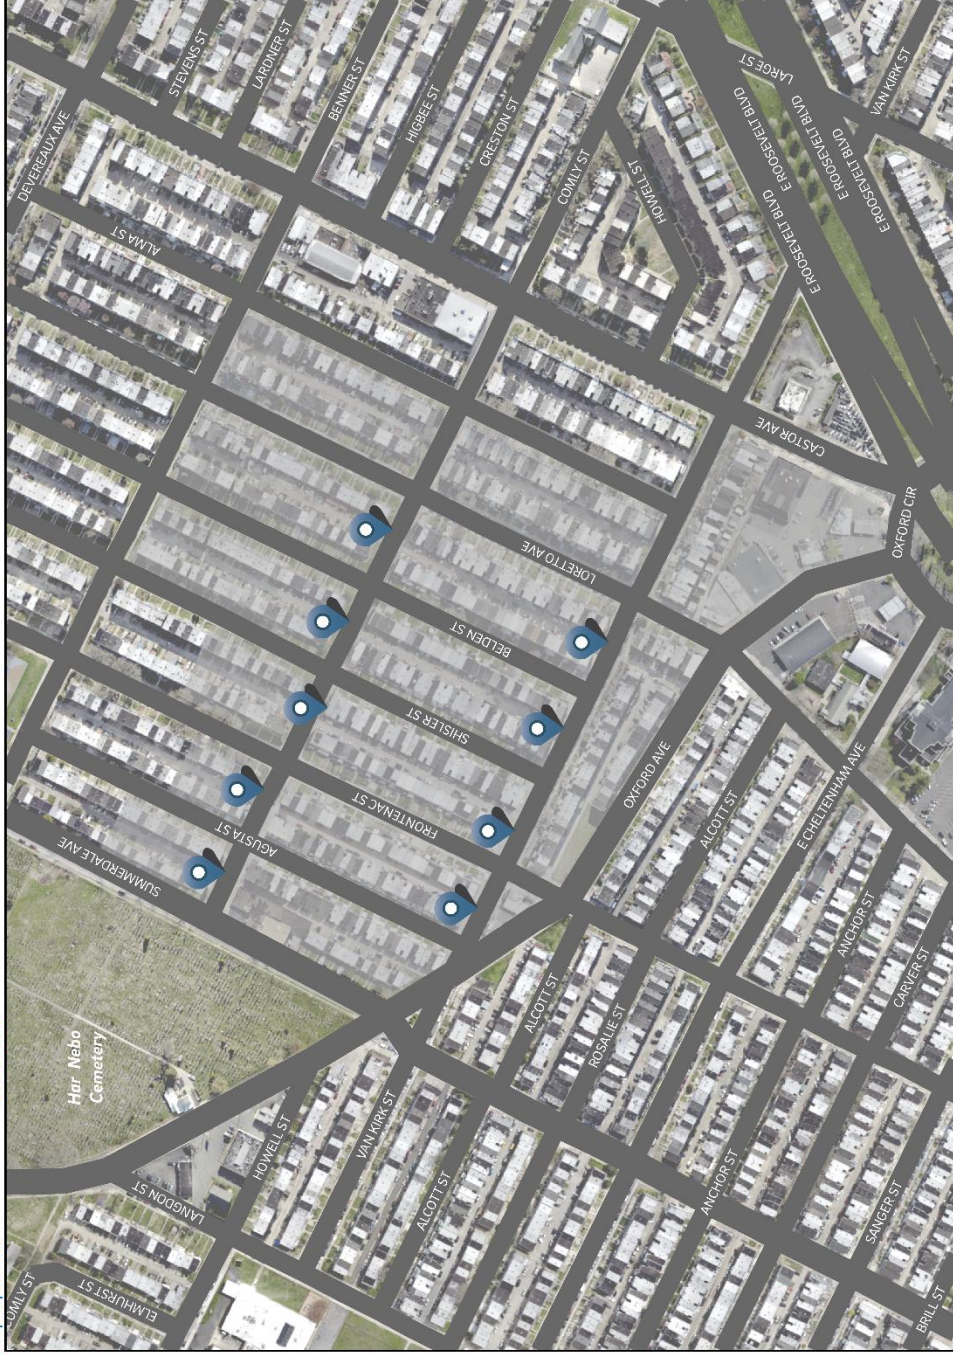 DEVEREAUX AVE
STEVENS ST
LARDNER ST
BENNER ST
HIGBEE ST
CRESTON ST
COMLY ST
HOWELL ST
LARGE ST
VAN KIRK ST
E ROOSEVELT BLVD
E ROOSEVELT BLVD
E ROOSEVELT BLVD
E ROOSEVELT BLVD
E ROOSEVELT BLVD
E ROOSEVELT BLVD
ALMA ST
CASTOR AVE
OXFORD CIR
LORETTO AVE
BELDEN ST
SHISLER ST
FRONTENAC ST
AGUSTA ST
SUMMERDALE AVE
OXFORD AVE
ALCOTT ST
E CHELTENHAM AVE
ANCHOR ST
CARVER ST
Har Nebo
Cemetery
ALCOTT ST
ROSALIE ST
HOWELL ST
VAN KIRK ST
LANGDON ST
ALCOTT ST
ANCHOR ST
SANGER ST
BRILL ST
COMLY ST
ELMHURST ST